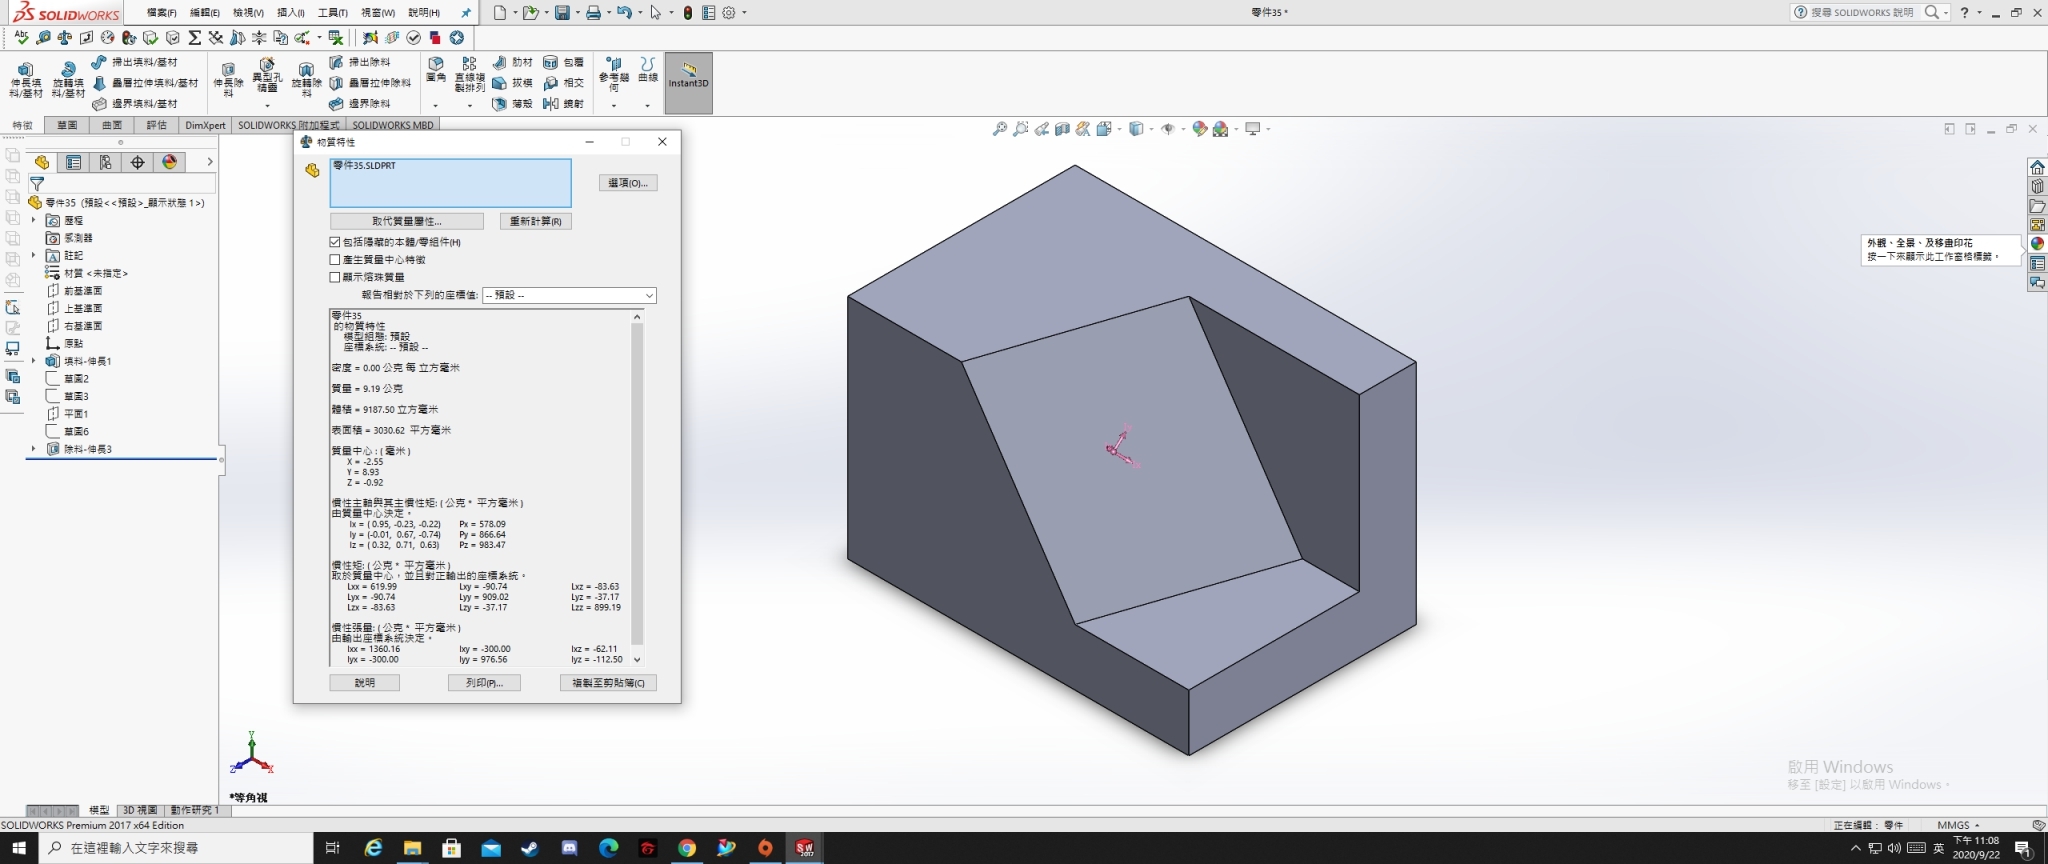 SOLIDWORKS 檔案(F) 編輯(E) 檢視(V) 插入(I) 工具(T) 視窗(W) 說明(H) 零件35 * 搜尋 SOLIDWORKS 說明
伸長填料/基材 旋轉填料/基材 掃出填料/基材 疊層拉伸填料/基材 邊界填料/基材
伸長除料 異型孔精靈 旋轉除料 掃出除料 疊層拉伸除料 邊界除料
圓角 直線複製排列 肋材 拔模 薄殼 包覆 相交 鏡射 參考幾何 曲線 Instant3D
特徵 草圖 曲面 評估 DimXpert SOLIDWORKS 附加程式 SOLIDWORKS MBD
零件35 (預設<<預設>_顯示狀態 1>)
歷程
感測器
註記
材質 <未指定>
前基準面
上基準面
右基準面
原點
填料-伸長1
草圖2
草圖3
平面1
草圖6
除料-伸長3
物質特性
零件35.SLDPRT
選項(O)...
取代質量屬性... 重新計算(R)
包括隱藏的本體/零組件(H)
產生質量中心特徵
顯示熔珠質量
報告相對於下列的座標值: -- 預設 --
零件35
的物質特性
模型組態: 預設
座標系統: -- 預設 --
密度 = 0.00 公克 每 立方毫米
質量 = 9.19 公克
體積 = 9187.50 立方毫米
表面積 = 3030.62 平方毫米
質量中心 : ( 毫米 )
X = -2.55
Y = 8.93
Z = -0.92
慣性主軸與其主慣性矩: ( 公克 * 平方毫米 )
由質量中心決定。
Ix = ( 0.95, -0.23, -0.22) Px = 578.09
Iy = (-0.01, 0.67, -0.74) Py = 866.64
Iz = ( 0.32, 0.71, 0.63) Pz = 983.47
慣性矩: ( 公克 * 平方毫米 )
取於質量中心，並且對正輸出的座標系統。
Lxx = 619.99 Lxy = -90.74 Lxz = -83.63
Lyx = -90.74 Lyy = 909.02 Lyz = -37.17
Lzx = -83.63 Lzy = -37.17 Lzz = 899.19
慣性張量: ( 公克 * 平方毫米 )
由輸出座標系統決定。
Ixx = 1360.16 Ixy = -300.00 Ixz = -62.11
Iyx = -300.00 Iyy = 976.56 Iyz = -112.50
說明 列印(P)... 複製至剪貼簿(C)
外觀、全景、及移畫印花
按一下來顯示此工作窗格標籤。
Y
Z X
*等角視
啟用 Windows
移至 [設定] 以啟用 Windows。
模型 3D 視圖 動作研究 1
SOLIDWORKS Premium 2017 x64 Edition 正在編輯： 零件 MMGS
在這裡輸入文字來搜尋 英 下午 11:08
2020/9/22